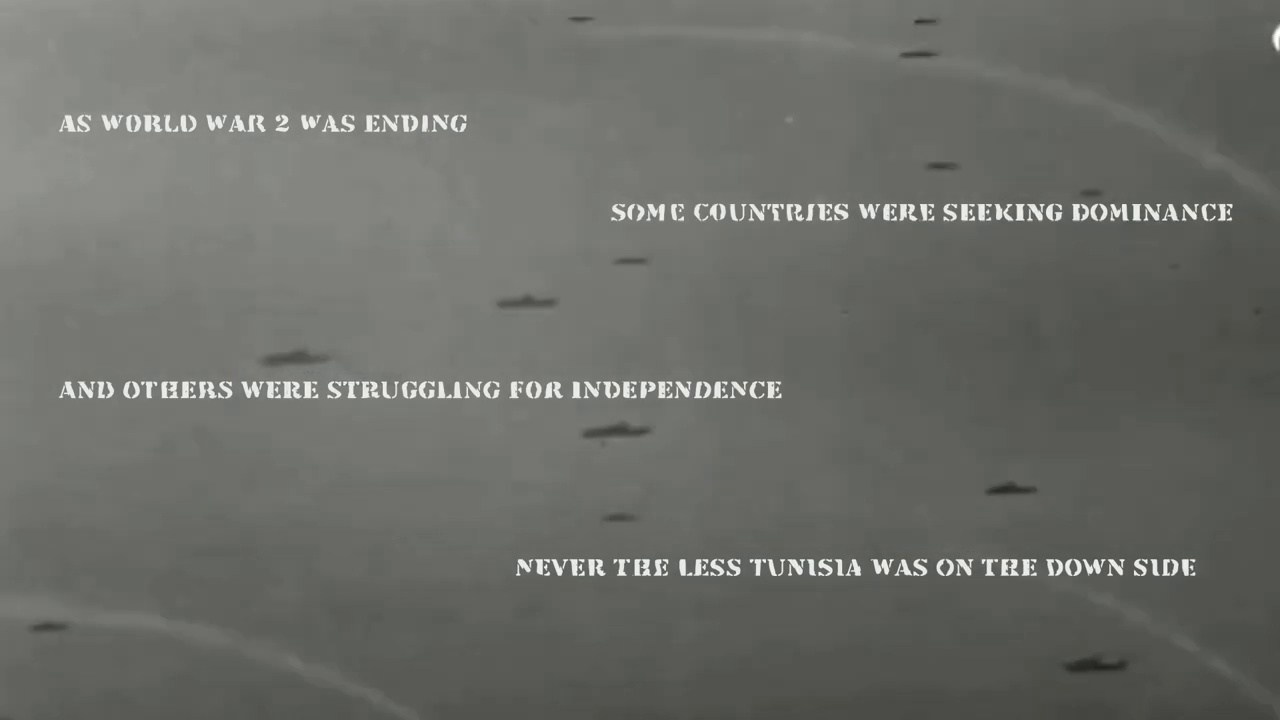 AS WORLD WAR 2 WAS ENDING
SOME COUNTRIES WERE SEEKING DOMINANCE
AND OTHERS WERE STRUGGLING FOR INDEPENDENCE
NEVER THE LESS TUNISIA WAS ON THE DOWN SIDE